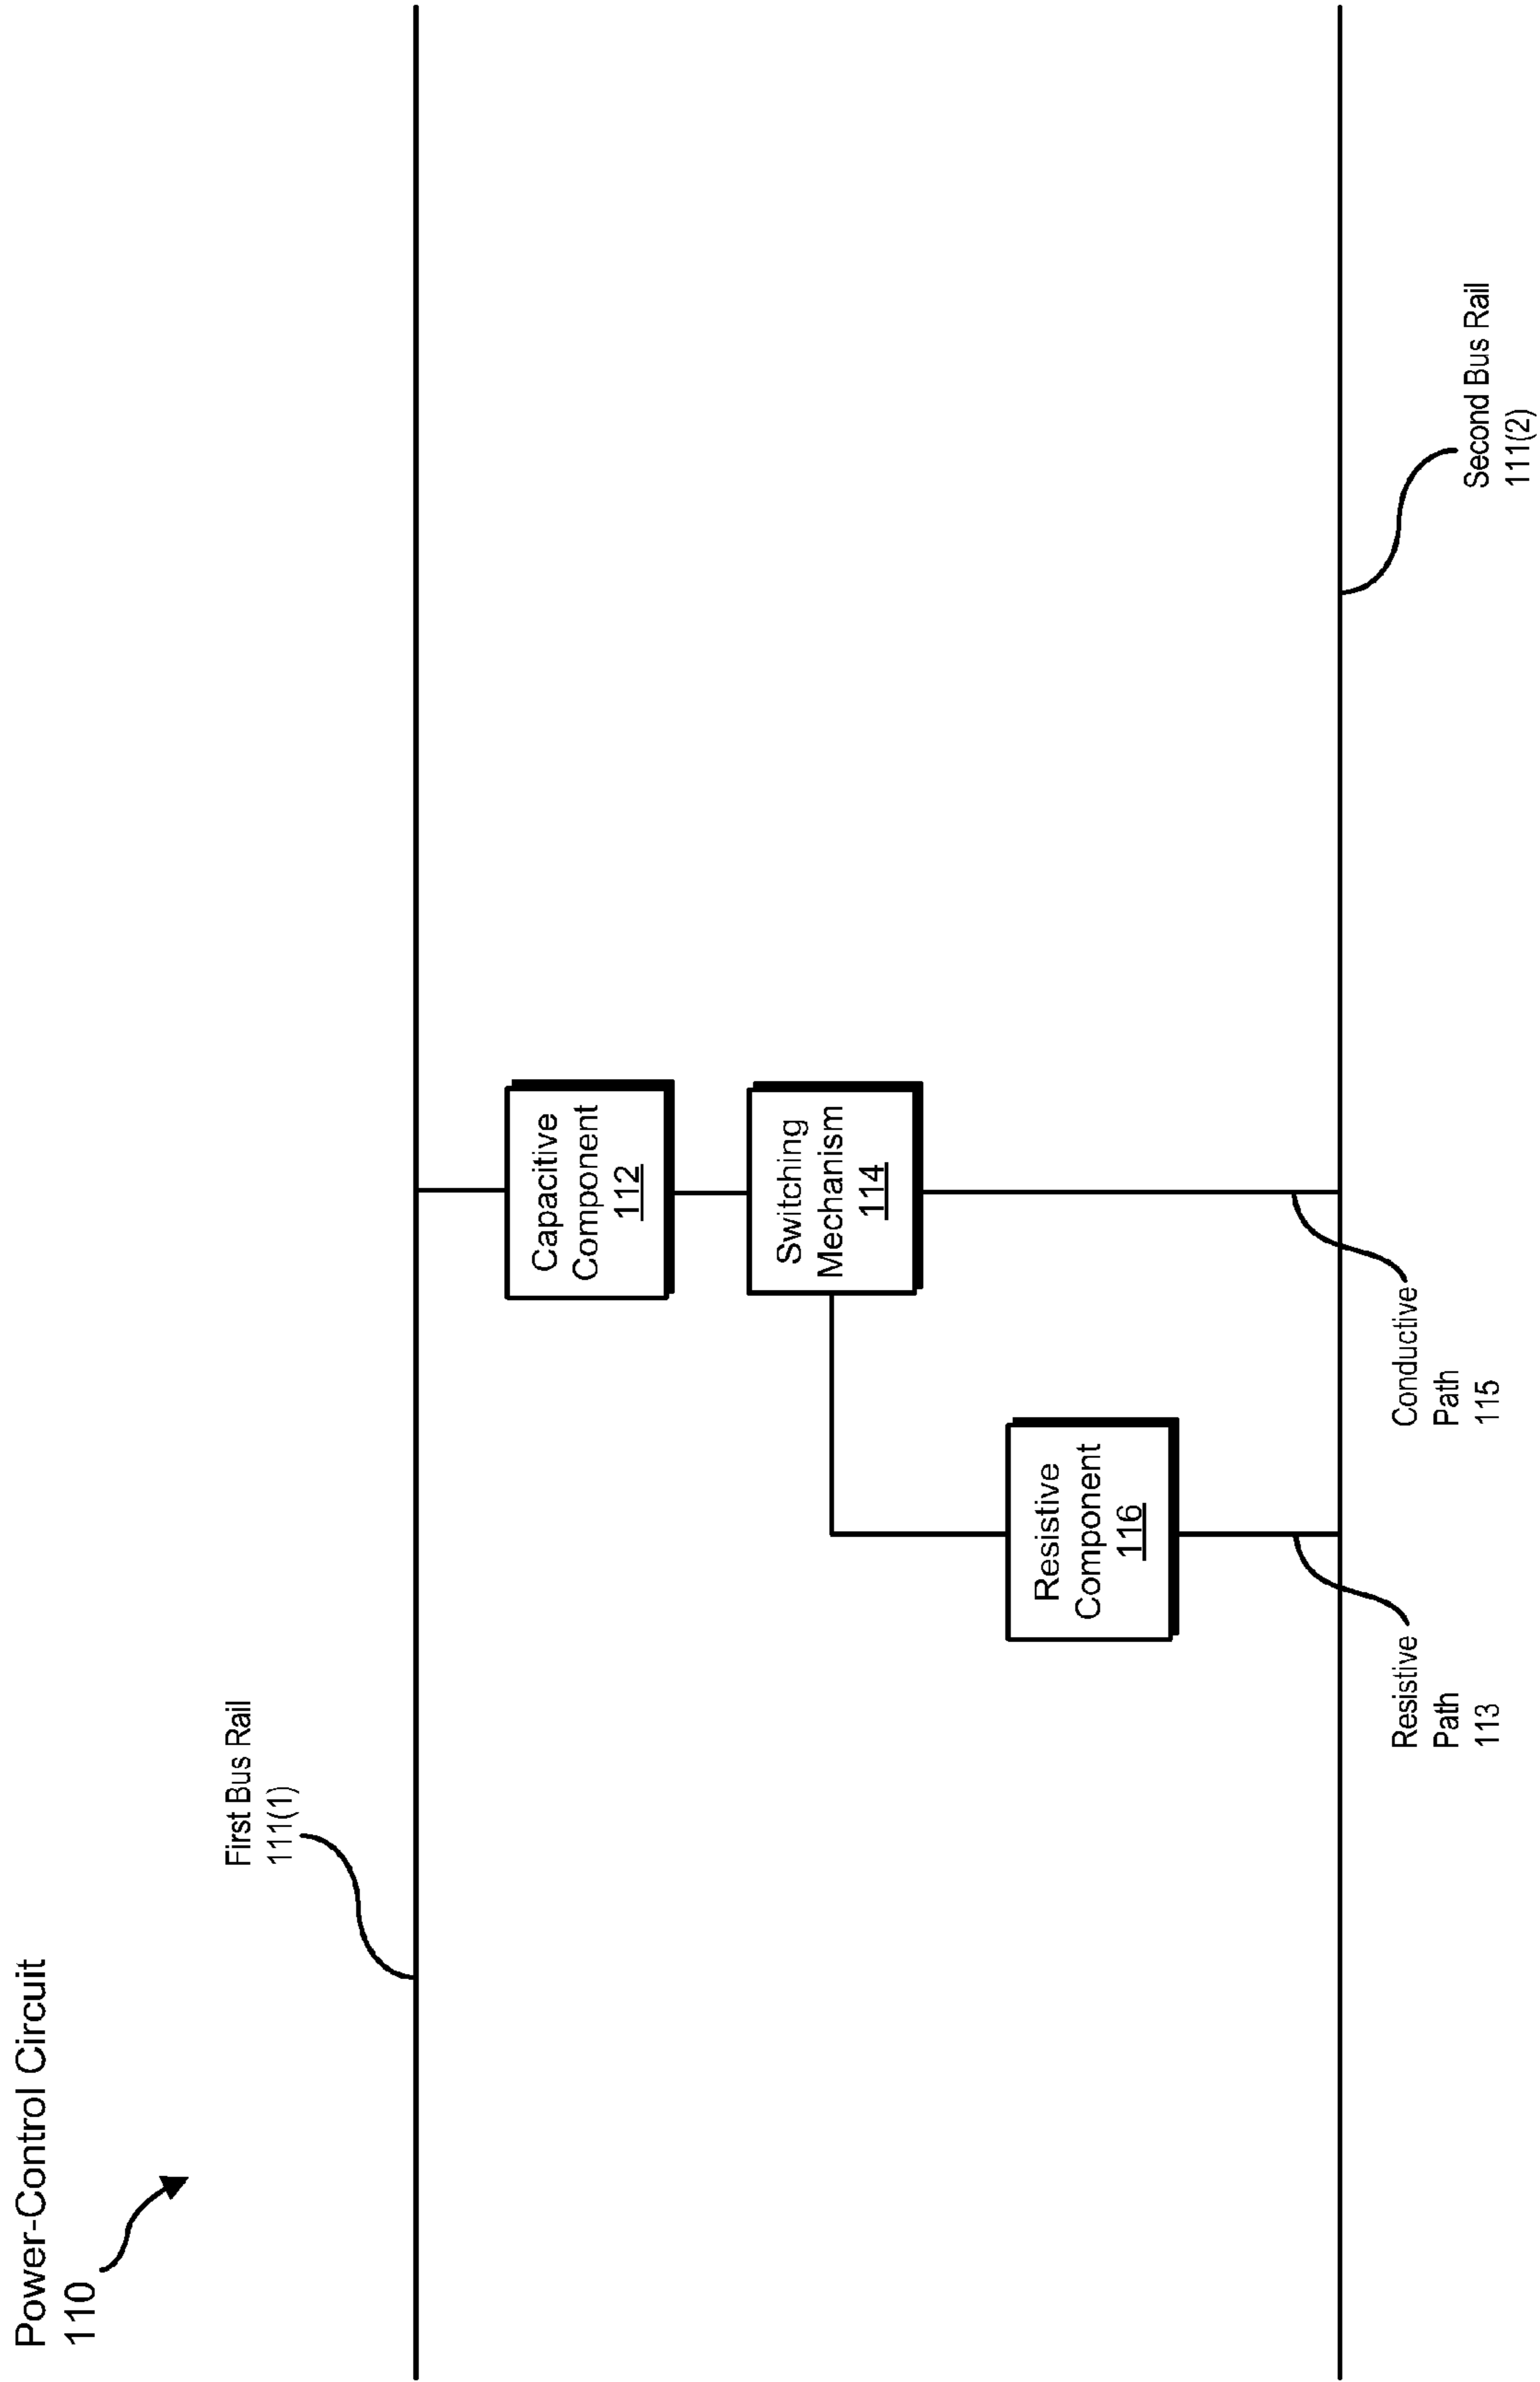 Power-Control Circuit
110
First Bus Rail
111(1)
Capacitive
Component
112
Switching
Mechanism
114
Resistive
Component
116
Resistive
Path
113
Conductive
Path
115
Second Bus Rail
111(2)